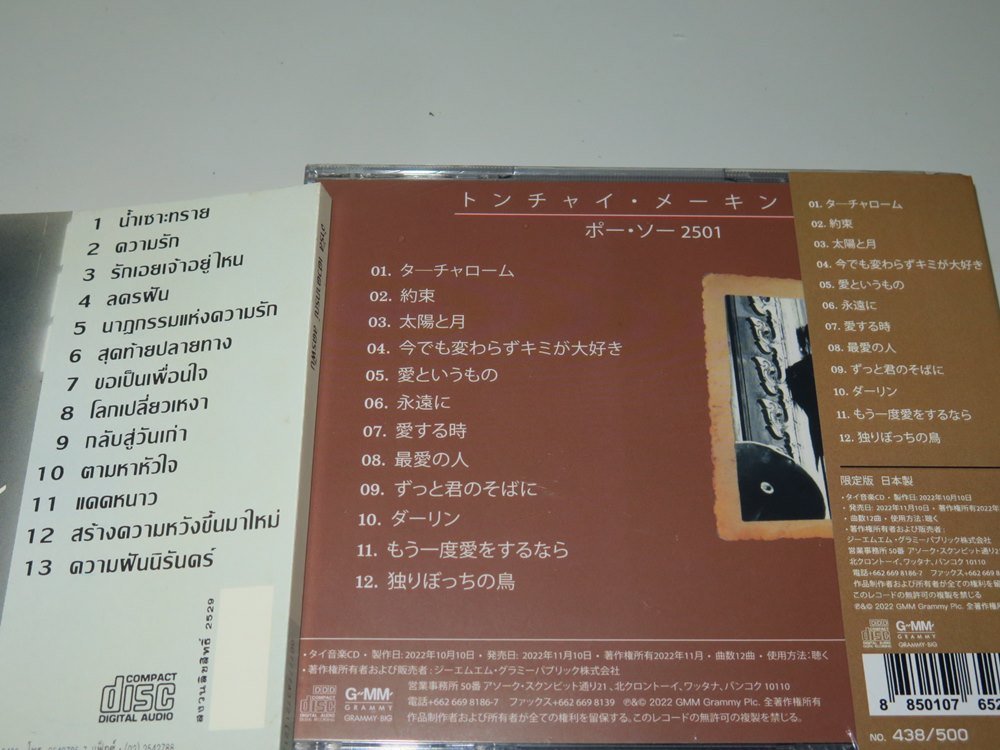 1 น้ำเซาะทราย
2 ความรัก
3 รักเอยเจ้าอยู่ไหน
4 ละครฝัน
5 นาฏกรรมแห่งความรัก
6 สุดท้ายปลายทาง
7 ขอเป็นเพื่อนใจ
8 โลกเปลี่ยวเหงา
9 กลับสู่วันเก่า
10 ตามหาหัวใจ
11 แดดหนาว
12 สร้างความหวังขึ้นมาใหม่
13 ความฝันนิรันดร์
สงวนลิขสิทธิ์ 2529
COMPACT
disc
DIGITAL AUDIO
トンチャイ・メーキン
ポー・ソー 2501
01. ターチャローム
02. 約束
03. 太陽と月
04. 今でも変わらずキミが大好き
05. 愛というもの
06. 永遠に
07. 愛する時
08. 最愛の人
09. ずっと君のそばに
10. ダーリン
11. もう一度愛をするなら
12. 独りぼっちの鳥
・タイ音楽CD・製作日: 2022年10月10日・発売日: 2022年11月10日・著作権所有2022年11月・曲数12曲・使用方法: 聴く
・著作権所有者および販売者: ジーエムエム・グラミーパブリック株式会社
営業事務所 50番 アソーク・スクンビット通り21、北クロントーイ、ワッタナ、バンコク 10110
電話+662 669 8186-7 ファックス+662 669 8139 ℗&© 2022 GMM Grammy Plc. 全著作権所有
作品制作者および所有者が全ての権利を留保する。このレコードの無許可の複製を禁じる。
GMM
GRAMMY
GRAMMY-BIG
01. ターチャローム
02. 約束
03. 太陽と月
04. 今でも変わらずキミが大好き
05. 愛というもの
06. 永遠に
07. 愛する時
08. 最愛の人
09. ずっと君のそばに
10. ダーリン
11. もう一度愛をするなら
12. 独りぼっちの鳥
限定版 日本製
・タイ音楽CD・製作日: 2022年10月10日
・発売日: 2022年11月10日・著作権所有2022年
・曲数12曲・使用方法: 聴く
・著作権所有者および販売者:
ジーエムエム・グラミーパブリック株式会社
営業事務所 50番 アソーク・スクンビット通り21
北クロントーイ、ワッタナ、バンコク 10110
電話+662 669 8186-7 ファックス+662 669 8
作品制作者および所有者が全ての権利を留
このレコードの無許可の複製を禁じる
℗&© 2022 GMM Grammy Plc. 全著作権所
GMM
GRAMMY
GRAMMY-BIG
8 850107 652
NO. 438/500